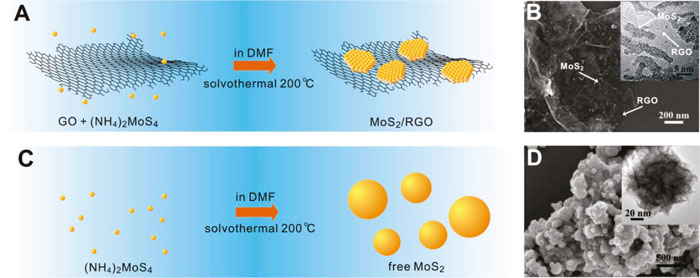 A
in DMF
solvothermal 200°C
GO + (NH₄)₂MoS₄
MoS₂/RGO
B
MoS₂
RGO
5 nm
MoS₂
RGO
200 nm
C
in DMF
solvothermal 200°C
(NH₄)₂MoS₄
free MoS₂
D
20 nm
500 nm